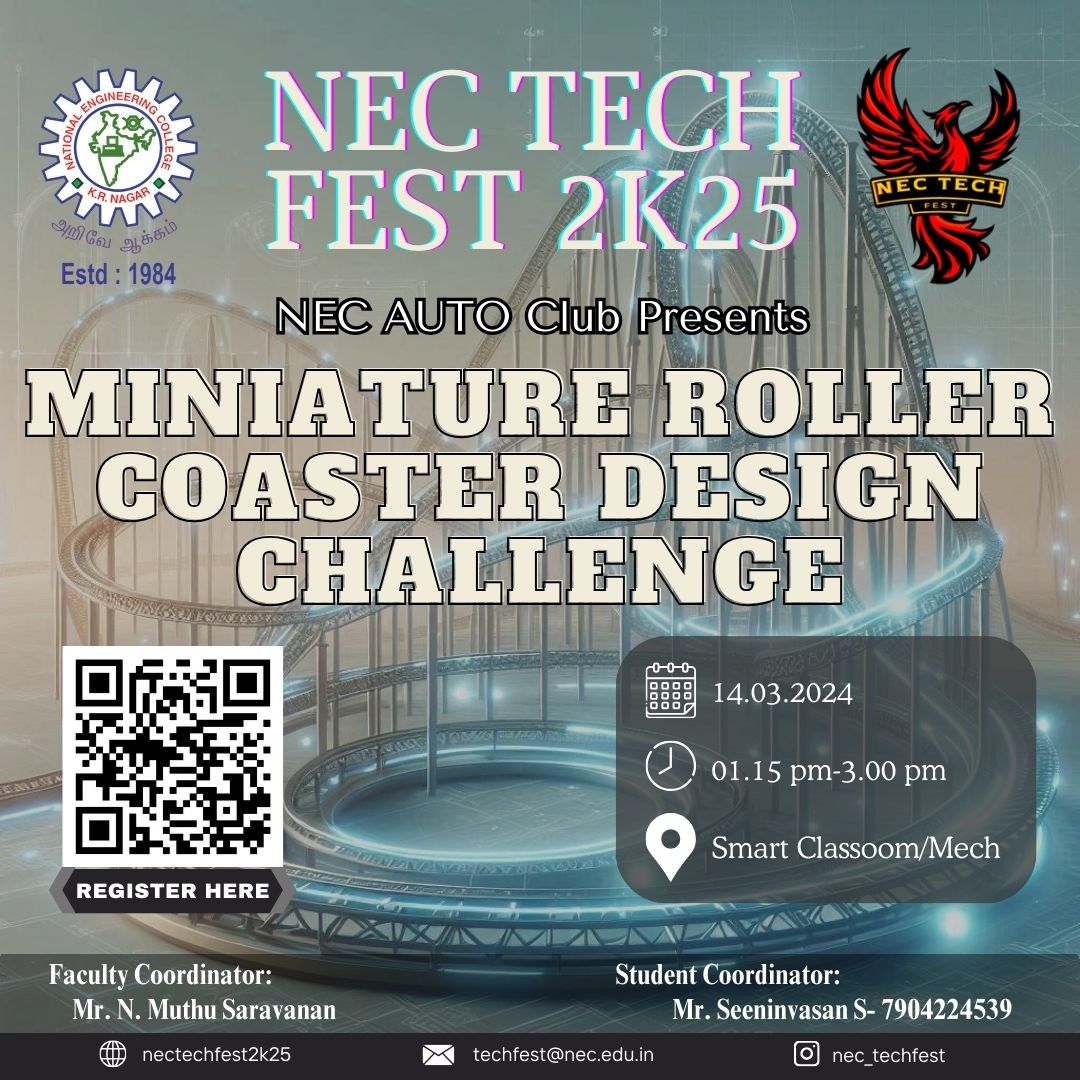 NATIONAL ENGINEERING COLLEGE
K.R. NAGAR
அறிவே ஆக்கம்
Estd : 1984
NEC TECH
FEST 2K25
NEC TECH
FEST
NEC AUTO Club Presents
MINIATURE ROLLER
COASTER DESIGN
CHALLENGE
REGISTER HERE
14.03.2024
01.15 pm-3.00 pm
Smart Classoom/Mech
Faculty Coordinator:
Mr. N. Muthu Saravanan
Student Coordinator:
Mr. Seeninvasan S- 7904224539
nectechfest2k25
techfest@nec.edu.in
nec_techfest